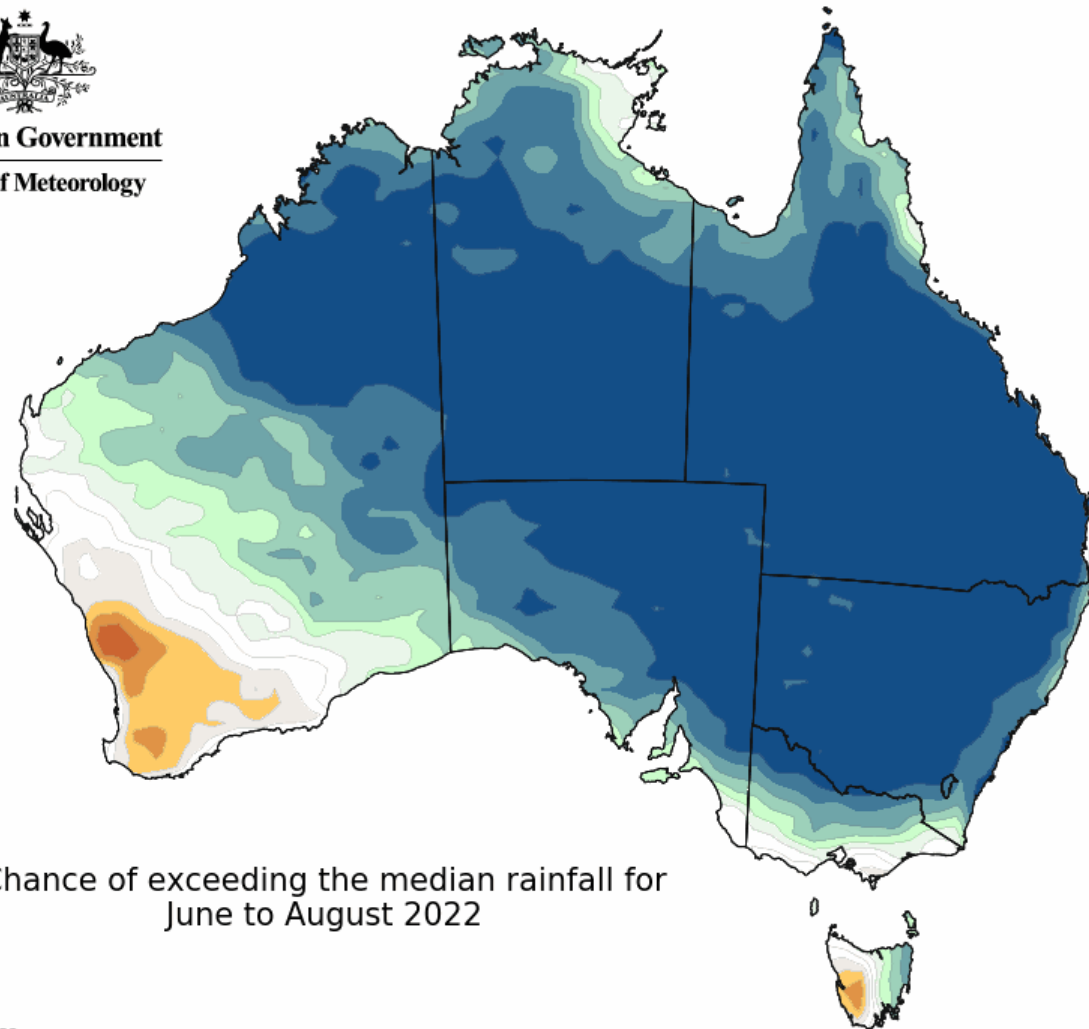 n Government
f Meteorology
Chance of exceeding the median rainfall for
June to August 2022